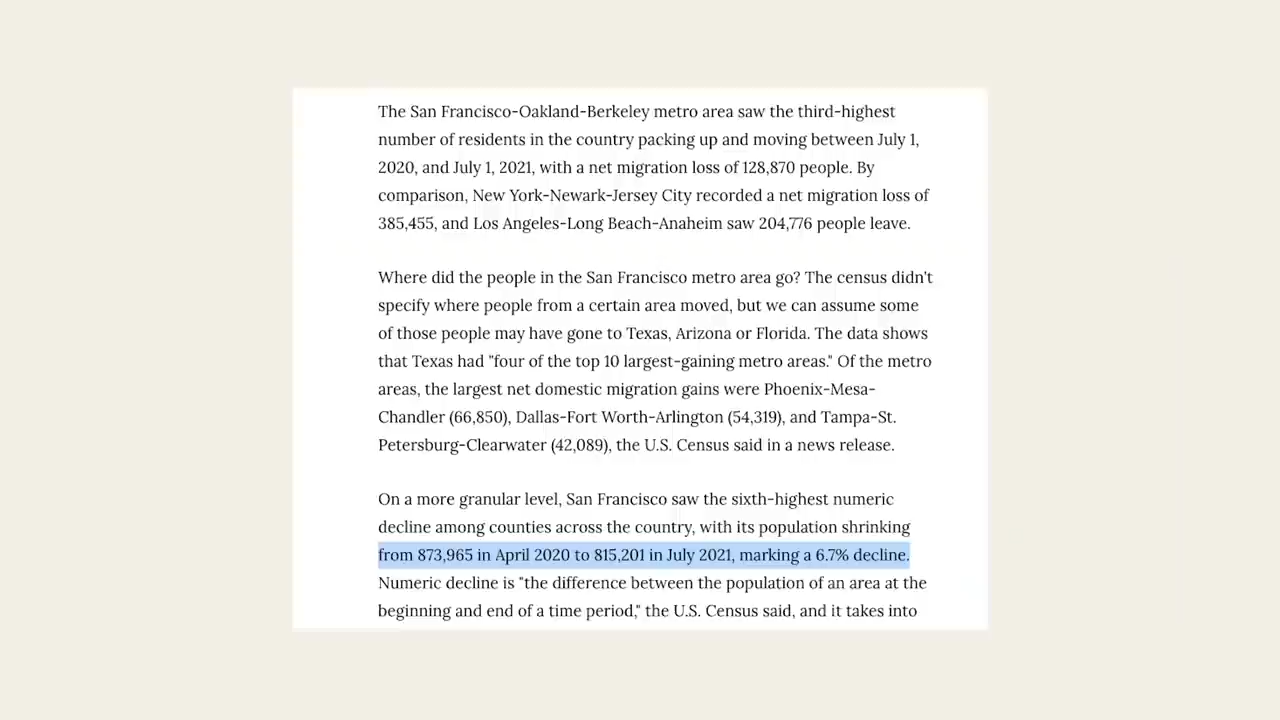 The San Francisco-Oakland-Berkeley metro area saw the third-highest
number of residents in the country packing up and moving between July 1,
2020, and July 1, 2021, with a net migration loss of 128,870 people. By
comparison, New York-Newark-Jersey City recorded a net migration loss of
385,455, and Los Angeles-Long Beach-Anaheim saw 204,776 people leave.
Where did the people in the San Francisco metro area go? The census didn't
specify where people from a certain area moved, but we can assume some
of those people may have gone to Texas, Arizona or Florida. The data shows
that Texas had "four of the top 10 largest-gaining metro areas." Of the metro
areas, the largest net domestic migration gains were Phoenix-Mesa-
Chandler (66,850), Dallas-Fort Worth-Arlington (54,319), and Tampa-St.
Petersburg-Clearwater (42,089), the U.S. Census said in a news release.
On a more granular level, San Francisco saw the sixth-highest numeric
decline among counties across the country, with its population shrinking
from 873,965 in April 2020 to 815,201 in July 2021, marking a 6.7% decline.
Numeric decline is "the difference between the population of an area at the
beginning and end of a time period," the U.S. Census said, and it takes into